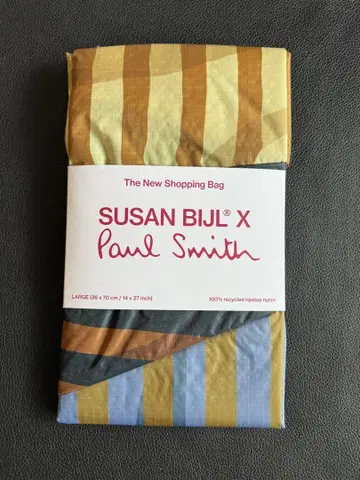 The New Shopping Bag
SUSAN BIJL® X
Paul Smith
LARGE (36 x 70 cm / 14 x 27 inch)
100% recycled ripstop nylon